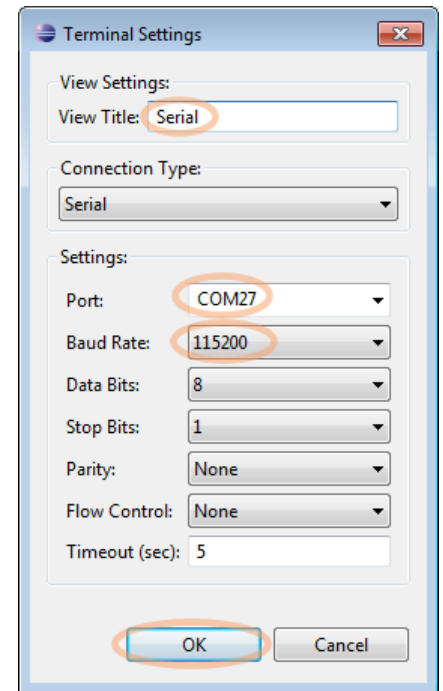 Terminal Settings
View Settings:
View Title: Serial
Connection Type:
Serial
Settings:
Port: COM27
Baud Rate: 115200
Data Bits: 8
Stop Bits: 1
Parity: None
Flow Control: None
Timeout (sec): 5
OK Cancel